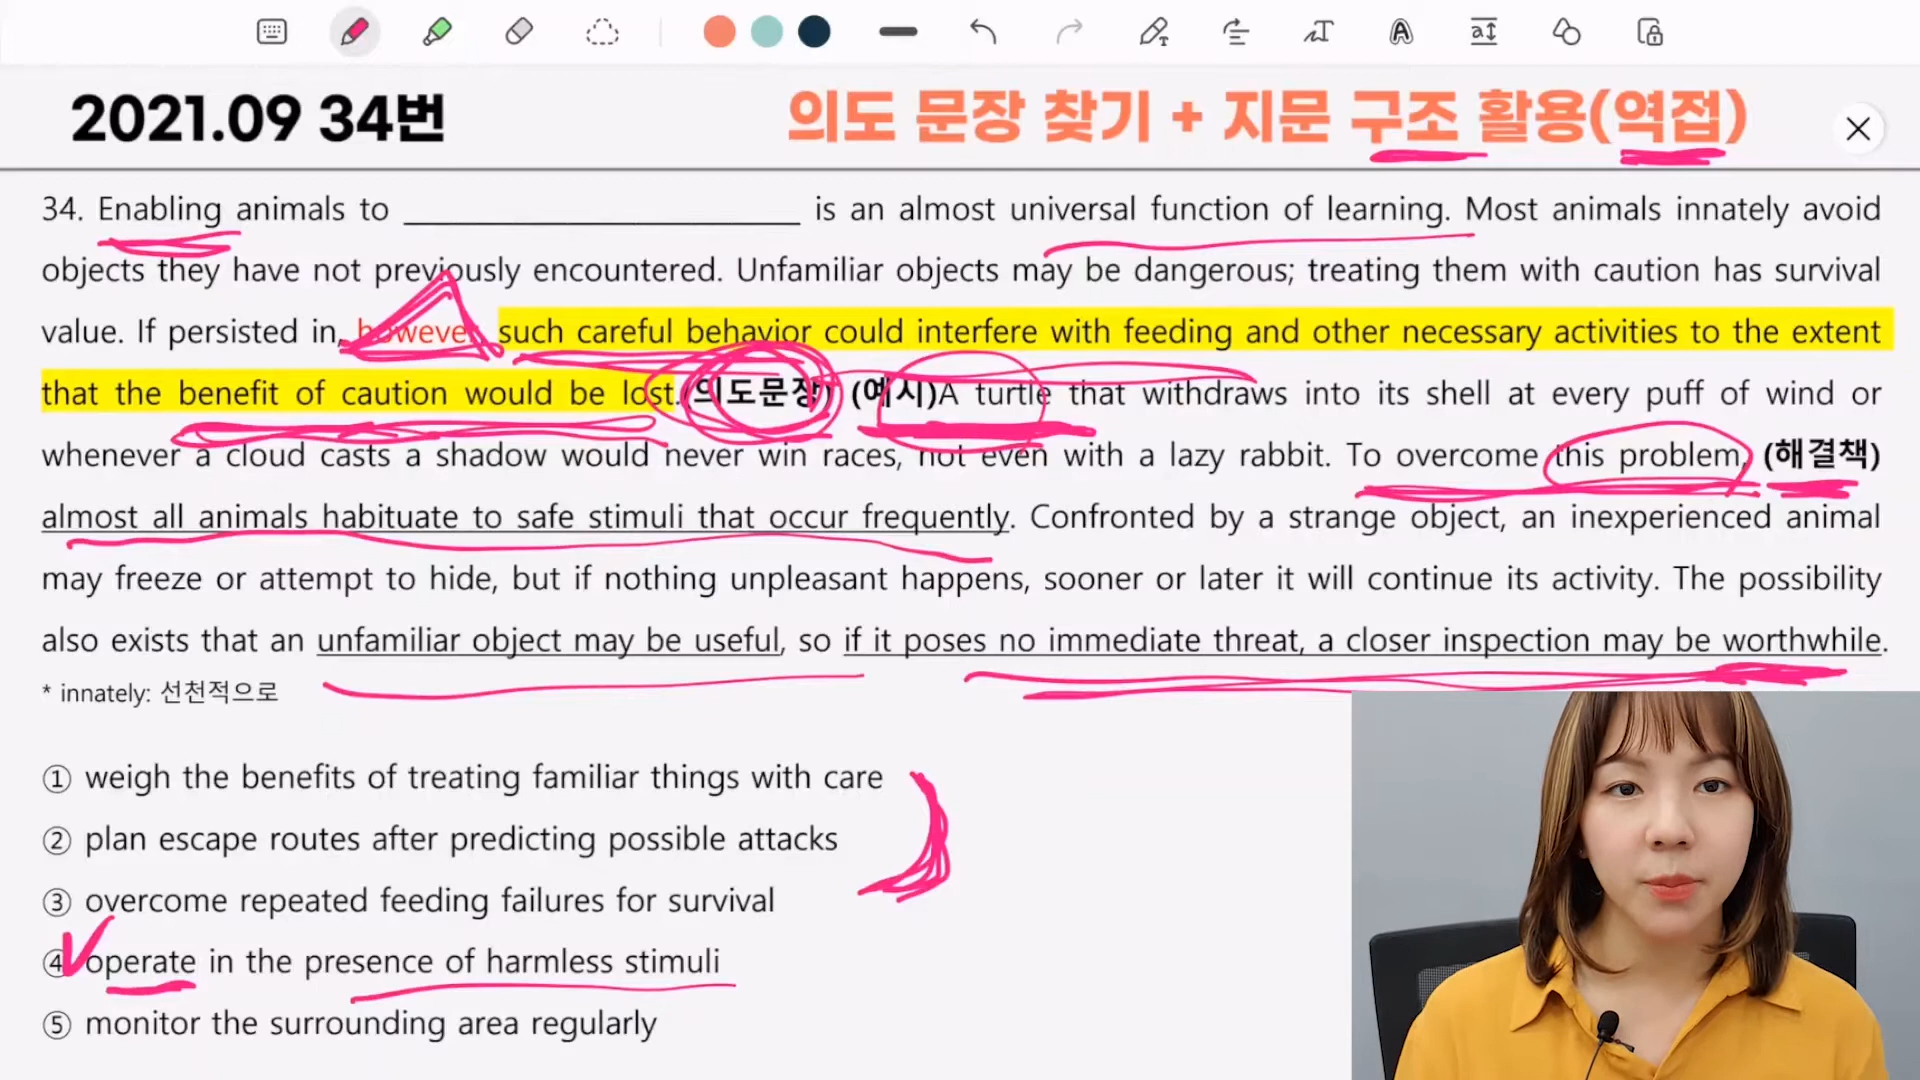 2021.09 34번
의도 문장 찾기 + 지문 구조 활용(역접)
34. Enabling animals to ______________________ is an almost universal function of learning. Most animals innately avoid
objects they have not previously encountered. Unfamiliar objects may be dangerous; treating them with caution has survival
value. If persisted in, however, such careful behavior could interfere with feeding and other necessary activities to the extent
that the benefit of caution would be lost.(의도문장) (예시)A turtle that withdraws into its shell at every puff of wind or
whenever a cloud casts a shadow would never win races, not even with a lazy rabbit. To overcome this problem, (해결책)
almost all animals habituate to safe stimuli that occur frequently. Confronted by a strange object, an inexperienced animal
may freeze or attempt to hide, but if nothing unpleasant happens, sooner or later it will continue its activity. The possibility
also exists that an unfamiliar object may be useful, so if it poses no immediate threat, a closer inspection may be worthwhile.
* innately: 선천적으로
① weigh the benefits of treating familiar things with care
② plan escape routes after predicting possible attacks
③ overcome repeated feeding failures for survival
④ operate in the presence of harmless stimuli
⑤ monitor the surrounding area regularly